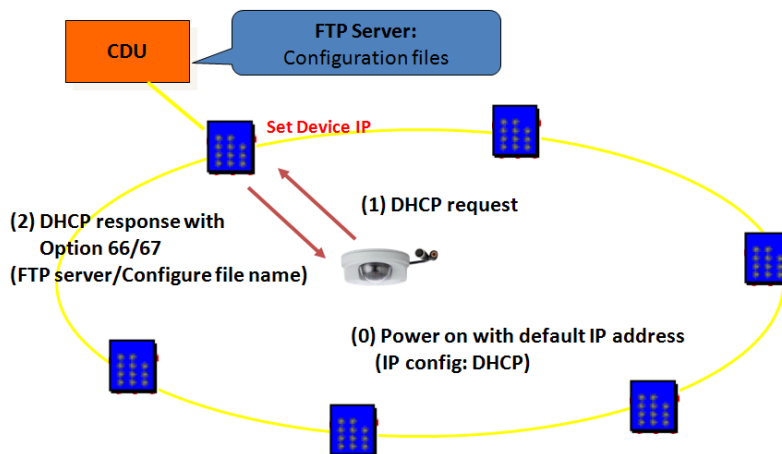 CDU
FTP Server:
Configuration files
Set Device IP
(1) DHCP request
(2) DHCP response with
Option 66/67
(FTP server/Configure file name)
(0) Power on with default IP address
(IP config: DHCP)